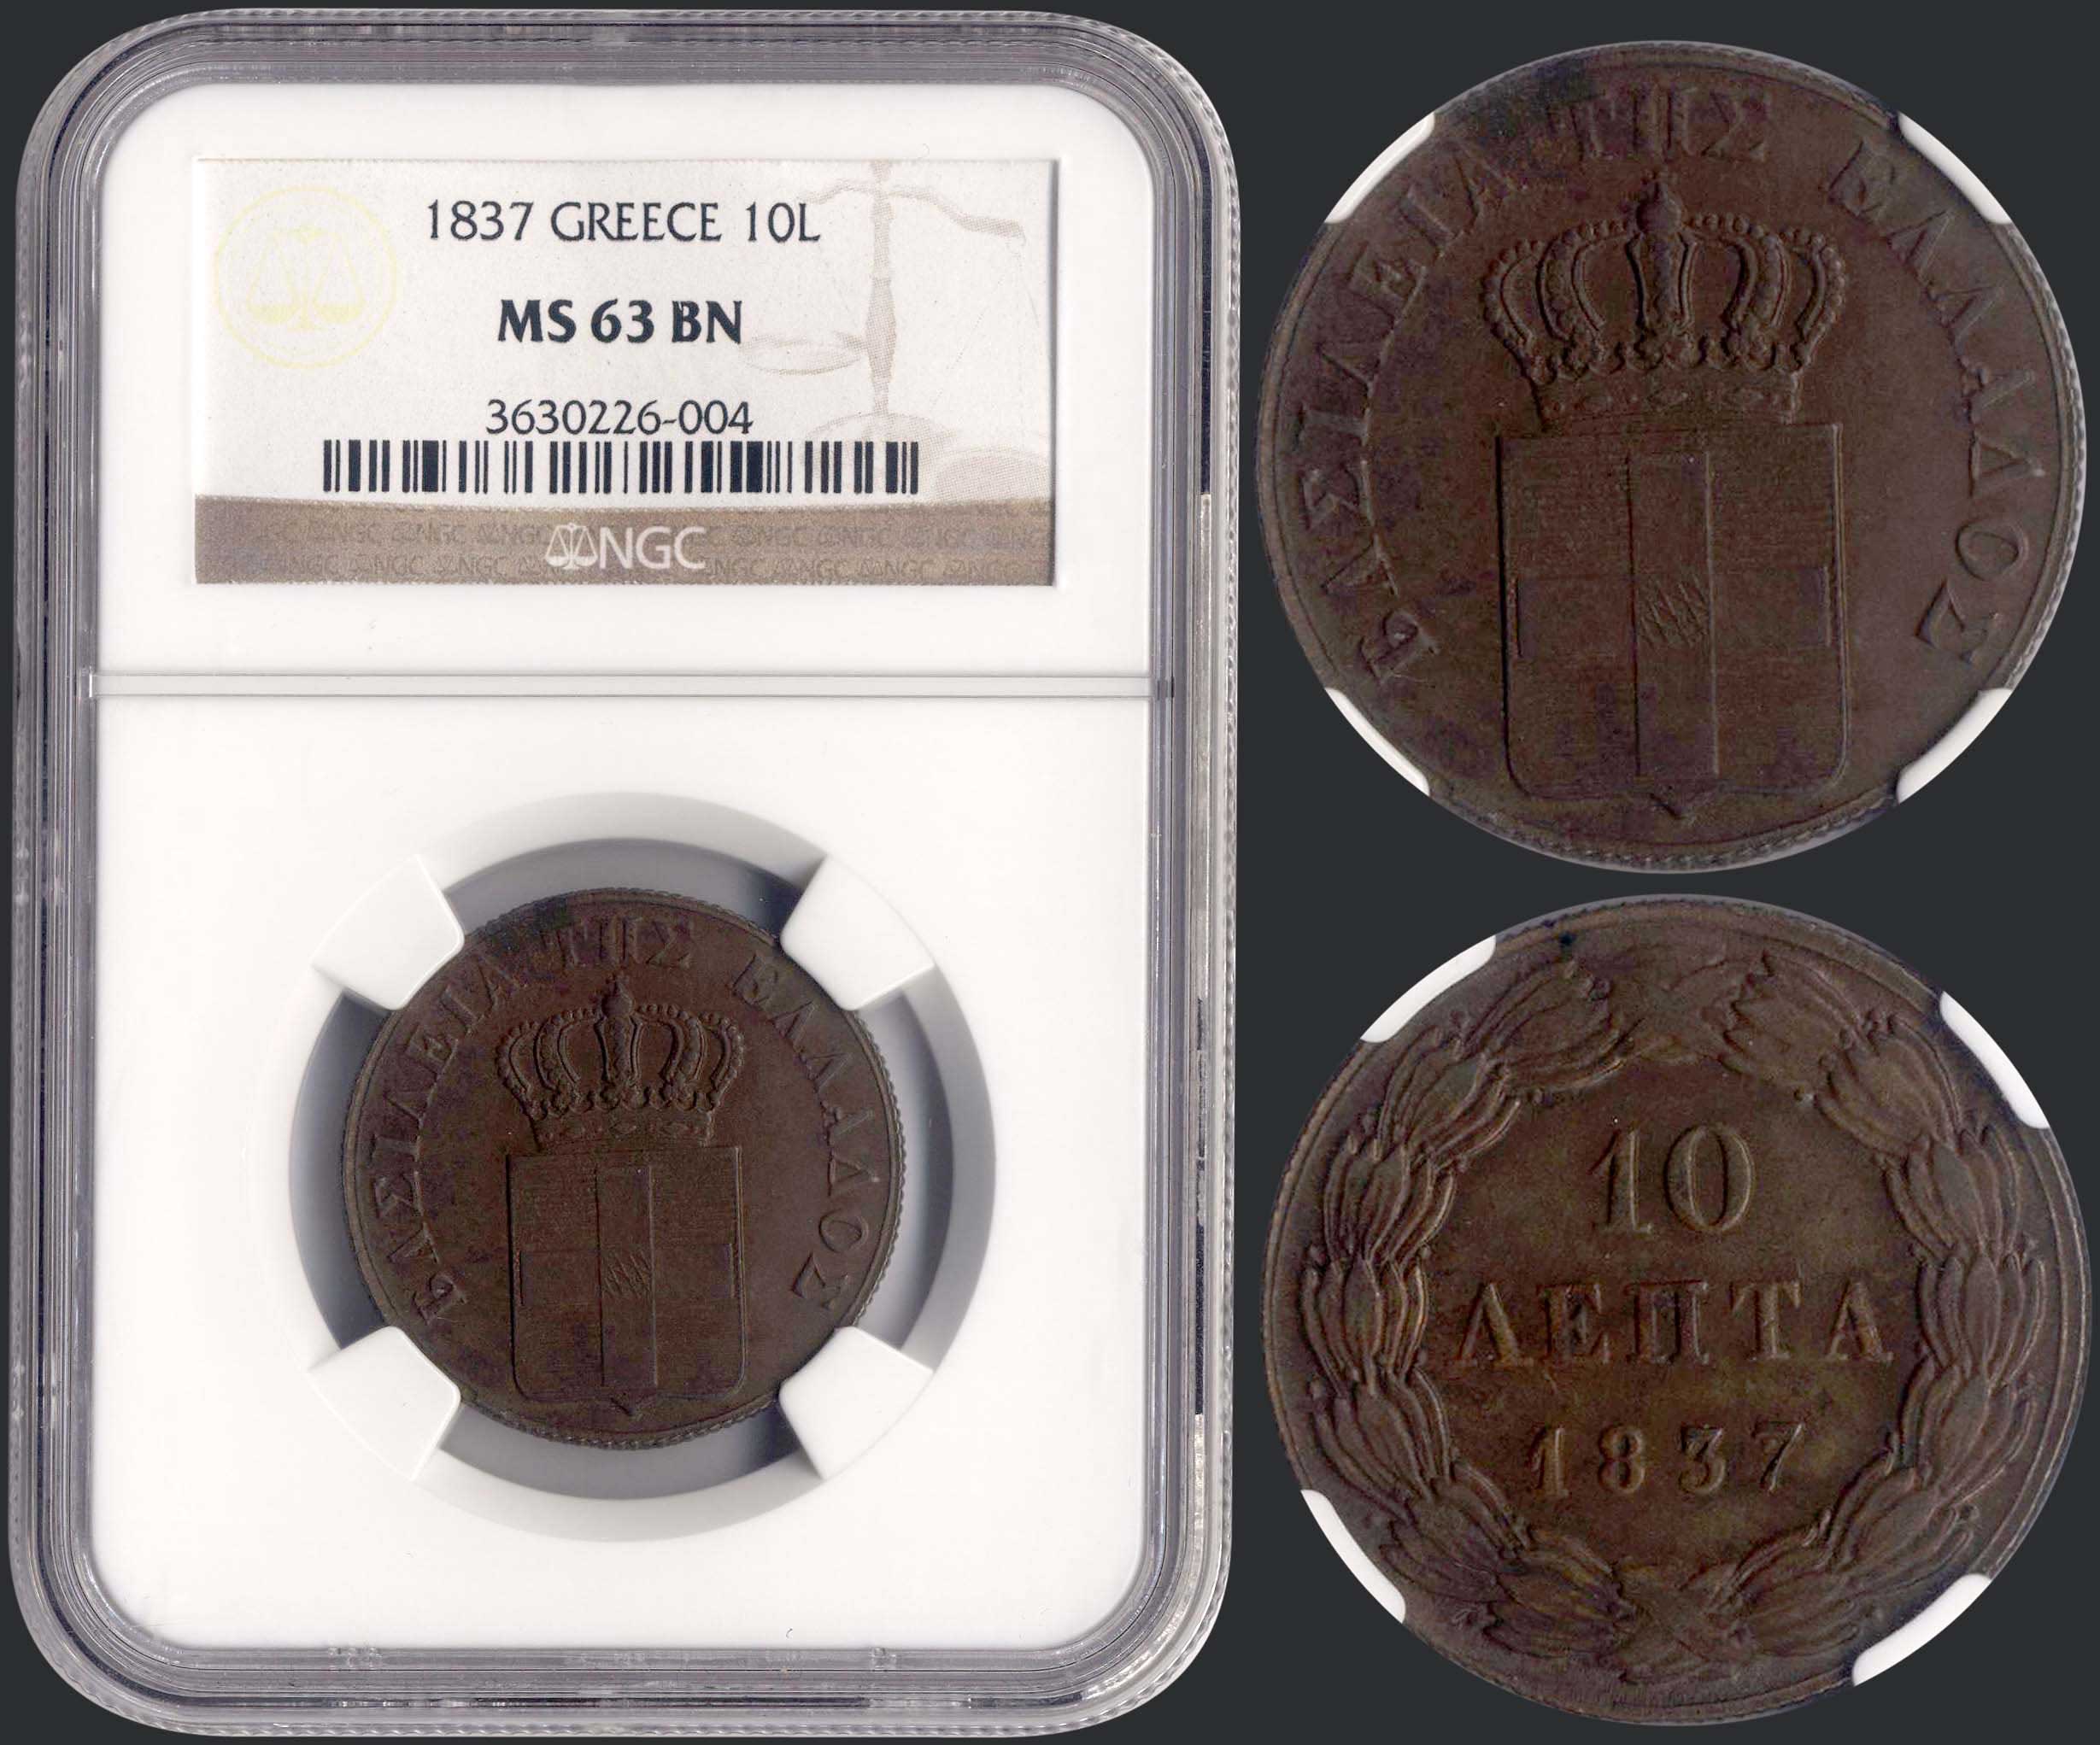 1837 GREECE 10L
MS 63 BN
3630226-004
NGC
ΒΑΣΙΛΕΙΑ ΤΗΣ ΕΛΛΑΔΟΣ
ΒΑΣΙΛΕΙΑ ΤΗΣ ΕΛΛΑΔΟΣ
10
ΛΕΠΤΑ
1837